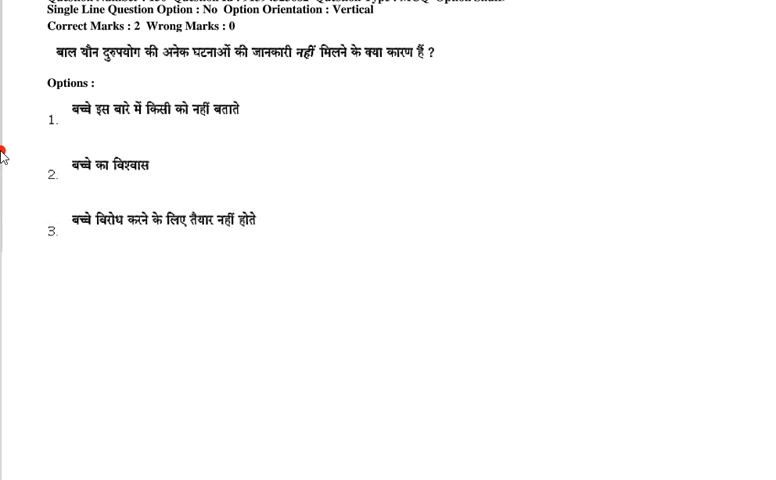 Single Line Question Option : No Option Orientation : Vertical
Correct Marks : 2 Wrong Marks : 0
बाल यौन दुरुपयोग की अनेक घटनाओं की जानकारी नहीं मिलने के क्या कारण हैं ?
Options :
1. बच्चे इस बारे में किसी को नहीं बताते
2. बच्चे का विश्वास
3. बच्चे विरोध करने के लिए तैयार नहीं होते